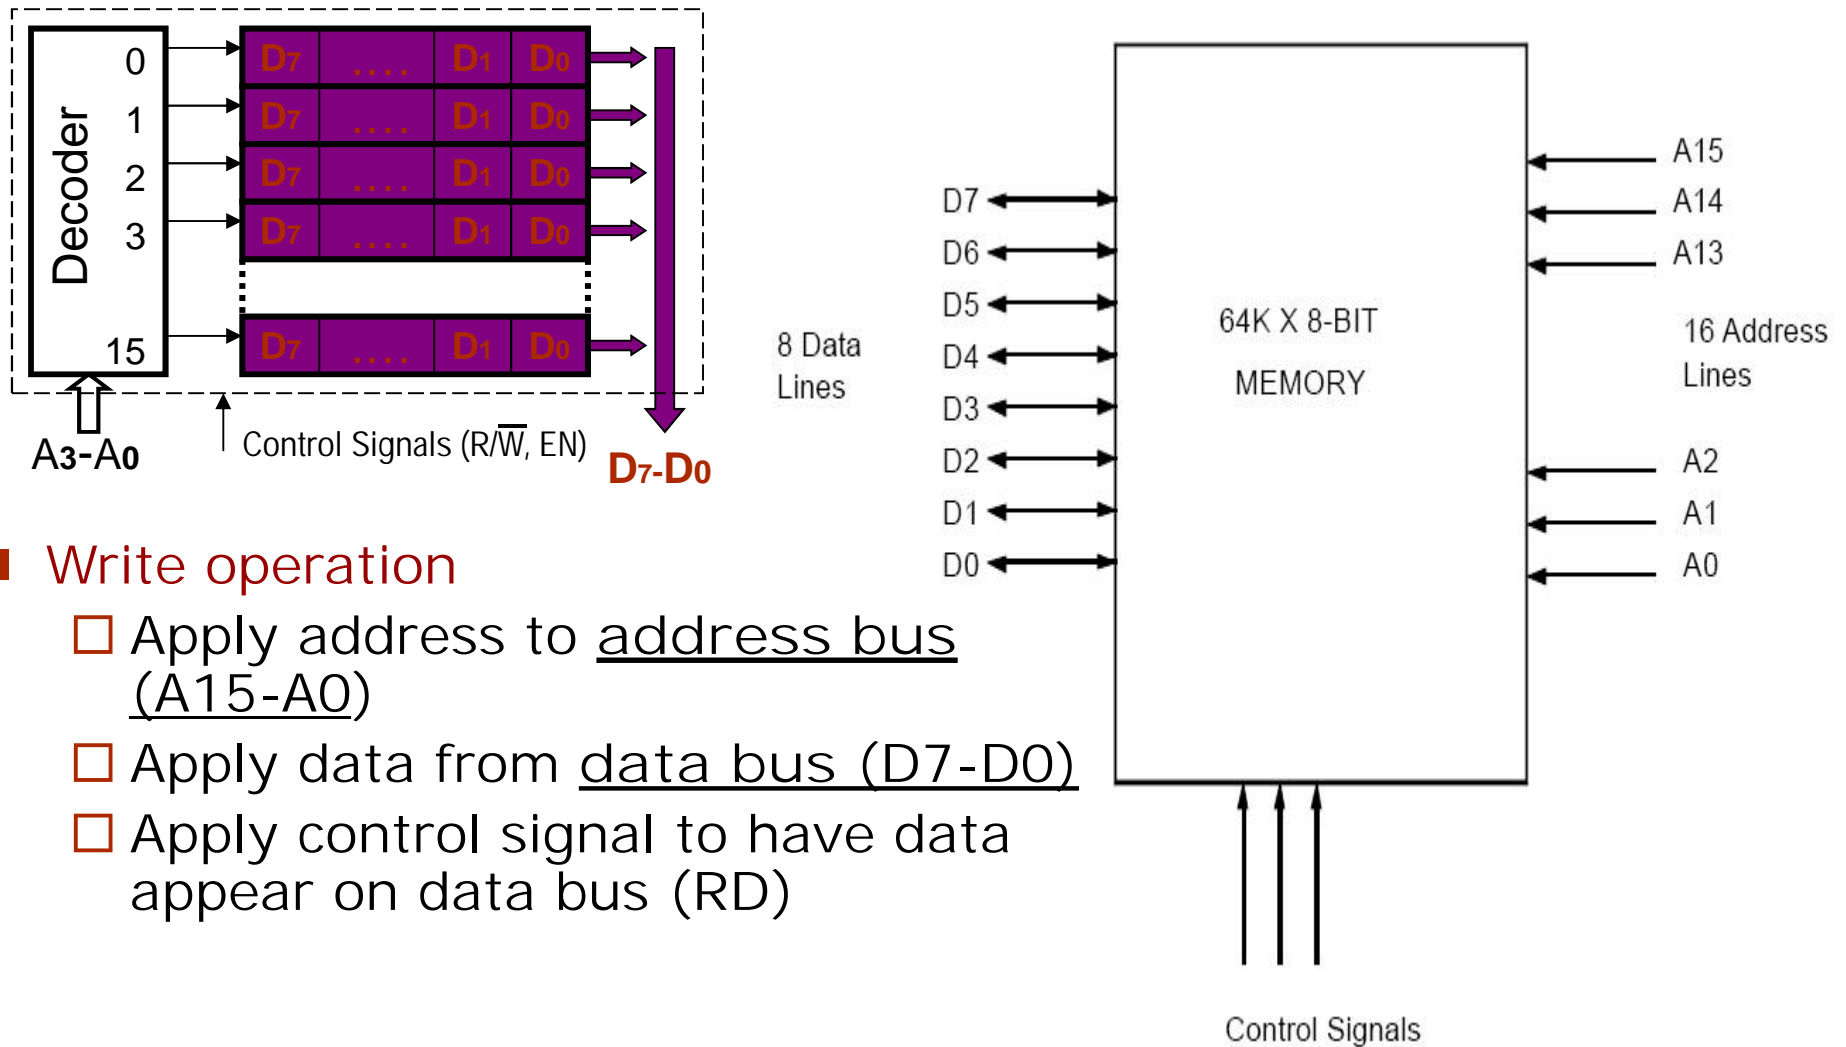 Decoder
0
1
2
3
15
D7 .... D1 D0
D7 .... D1 D0
D7 .... D1 D0
D7 .... D1 D0
D7 .... D1 D0
A3-A0
Control Signals (R/W̅, EN)
D7-D0
Write operation
Apply address to address bus
(A15-A0)
Apply data from data bus (D7-D0)
Apply control signal to have data
appear on data bus (RD)
8 Data
Lines
D7
D6
D5
D4
D3
D2
D1
D0
64K X 8-BIT
MEMORY
A15
A14
A13
16 Address
Lines
A2
A1
A0
Control Signals